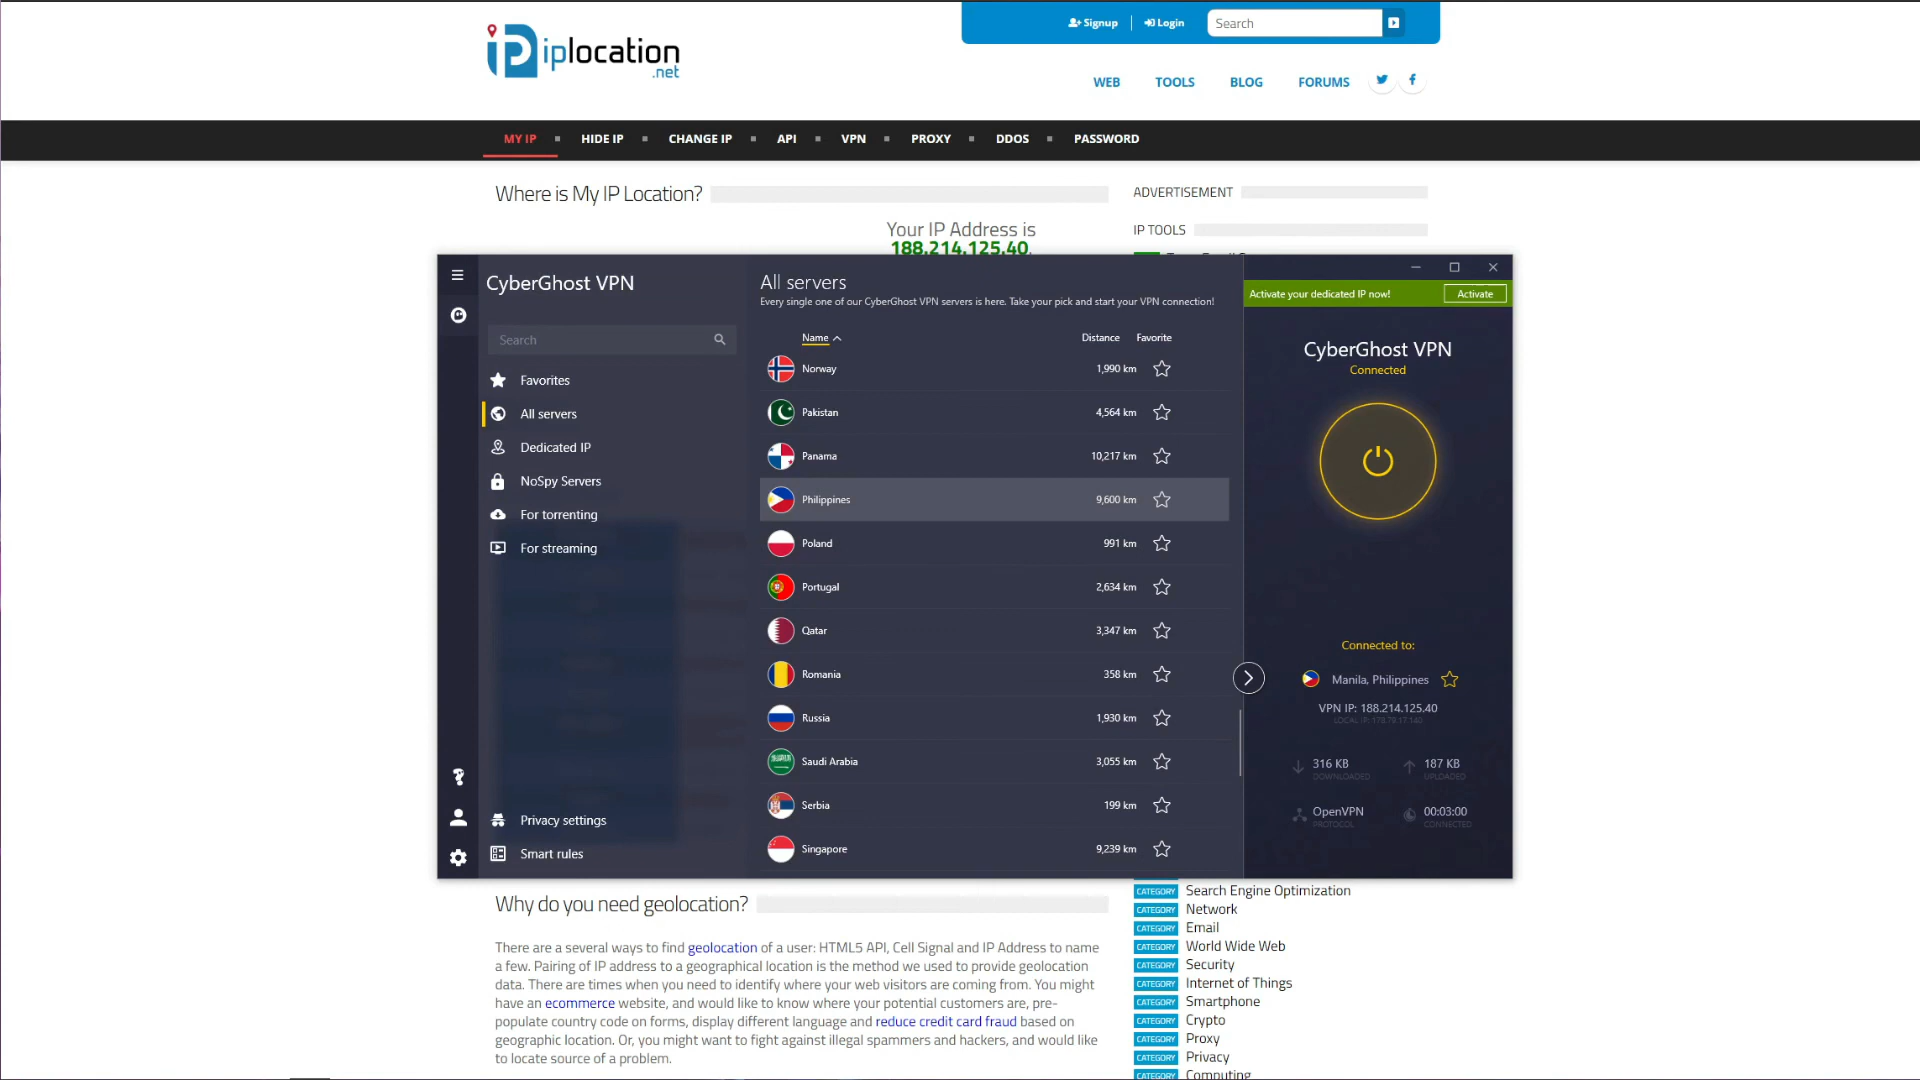 iplocation
.net
Signup
Login
Search
WEB
TOOLS
BLOG
FORUMS
MY IP
HIDE IP
CHANGE IP
API
VPN
PROXY
DDOS
PASSWORD
Where is My IP Location?
ADVERTISEMENT
Your IP Address is
188.214.125.40
IP TOOLS
CyberGhost VPN
Search
Favorites
All servers
Dedicated IP
NoSpy Servers
For torrenting
For streaming
Privacy settings
Smart rules
All servers
Every single one of our CyberGhost VPN servers is here. Take your pick and start your VPN connection!
Name Distance Favorite
Norway 1,990 km
Pakistan 4,564 km
Panama 10,217 km
Philippines 9,600 km
Poland 991 km
Portugal 2,634 km
Qatar 3,347 km
Romania 358 km
Russia 1,930 km
Saudi Arabia 3,055 km
Serbia 199 km
Singapore 9,239 km
Activate your dedicated IP now!
Activate
CyberGhost VPN
Connected
Connected to:
Manila, Philippines
VPN IP: 188.214.125.40
316 KB
DOWNLOADED
187 KB
UPLOADED
OpenVPN
PROTOCOL
00:03:00
CONNECTED
Why do you need geolocation?
There are a several ways to find geolocation of a user: HTML5 API, Cell Signal and IP Address to name
a few. Pairing of IP address to a geographical location is the method we used to provide geolocation
data. There are times when you need to identify where your web visitors are coming from. You might
have an ecommerce website, and would like to know where your potential customers are, pre-
populate country code on forms, display different language and reduce credit card fraud based on
geographic location. Or, you might want to fight against illegal spammers and hackers, and would like
to locate source of a problem.
CATEGORY Search Engine Optimization
CATEGORY Network
CATEGORY Email
CATEGORY World Wide Web
CATEGORY Security
CATEGORY Internet of Things
CATEGORY Smartphone
CATEGORY Crypto
CATEGORY Proxy
CATEGORY Privacy
CATEGORY Computing